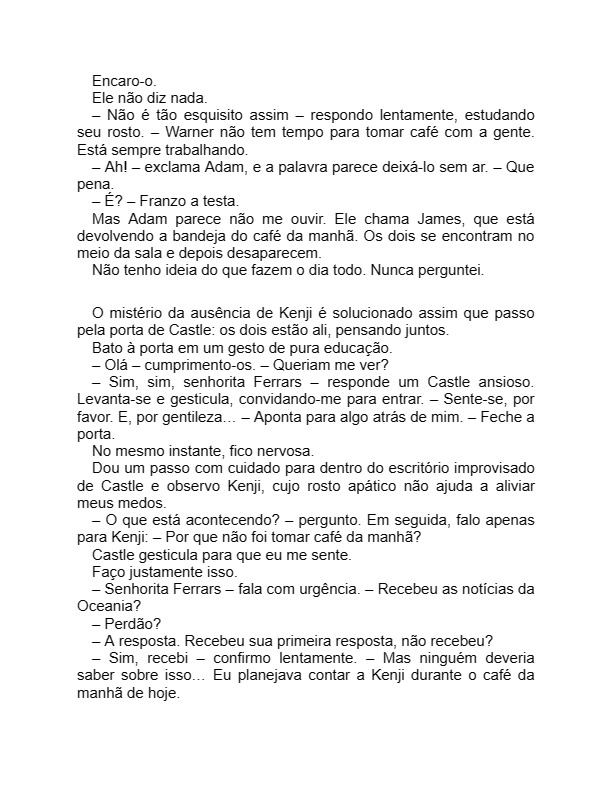 Encaro-o.
Ele não diz nada.
– Não é tão esquisito assim – respondo lentamente, estudando
seu rosto. – Warner não tem tempo para tomar café com a gente.
Está sempre trabalhando.
– Ah! – exclama Adam, e a palavra parece deixá-lo sem ar. – Que
pena.
– É? – Franzo a testa.
Mas Adam parece não me ouvir. Ele chama James, que está
devolvendo a bandeja do café da manhã. Os dois se encontram no
meio da sala e depois desaparecem.
Não tenho ideia do que fazem o dia todo. Nunca perguntei.
O mistério da ausência de Kenji é solucionado assim que passo
pela porta de Castle: os dois estão ali, pensando juntos.
Bato à porta em um gesto de pura educação.
– Olá – cumprimento-os. – Queriam me ver?
– Sim, sim, senhorita Ferrars – responde um Castle ansioso.
Levanta-se e gesticula, convidando-me para entrar. – Sente-se, por
favor. E, por gentileza… – Aponta para algo atrás de mim. – Feche a
porta.
No mesmo instante, fico nervosa.
Dou um passo com cuidado para dentro do escritório improvisado
de Castle e observo Kenji, cujo rosto apático não ajuda a aliviar
meus medos.
– O que está acontecendo? – pergunto. Em seguida, falo apenas
para Kenji: – Por que não foi tomar café da manhã?
Castle gesticula para que eu me sente.
Faço justamente isso.
– Senhorita Ferrars – fala com urgência. – Recebeu as notícias da
Oceania?
– Perdão?
– A resposta. Recebeu sua primeira resposta, não recebeu?
– Sim, recebi – confirmo lentamente. – Mas ninguém deveria
saber sobre isso… Eu planejava contar a Kenji durante o café da
manhã de hoje.